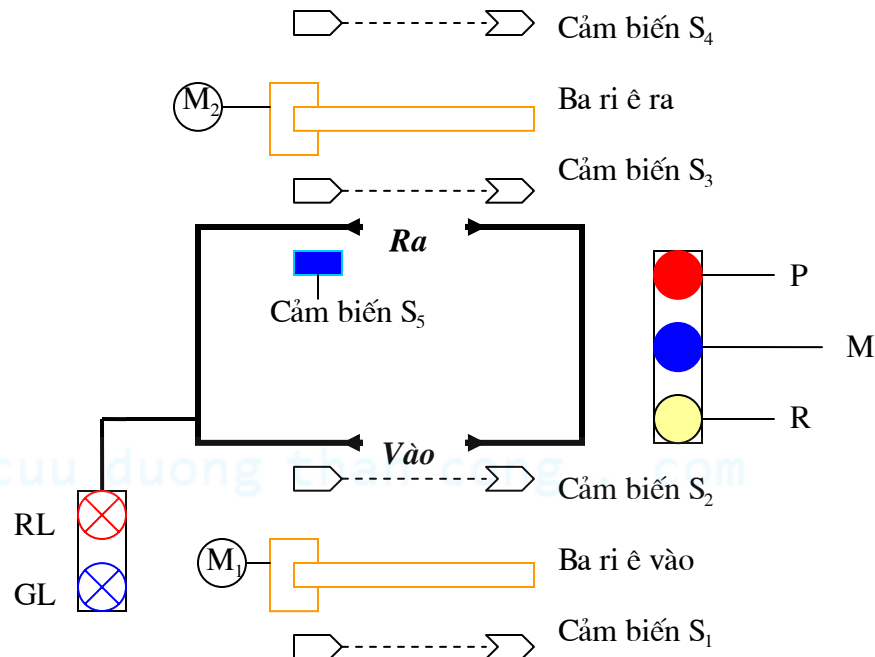 Cảm biến S4
M2
Ba ri ê ra
Cảm biến S3
Ra
P
Cảm biến S5
M
R
Vào
cuu duong than cong . com
Cảm biến S2
RL
M1
Ba ri ê vào
GL
Cảm biến S1